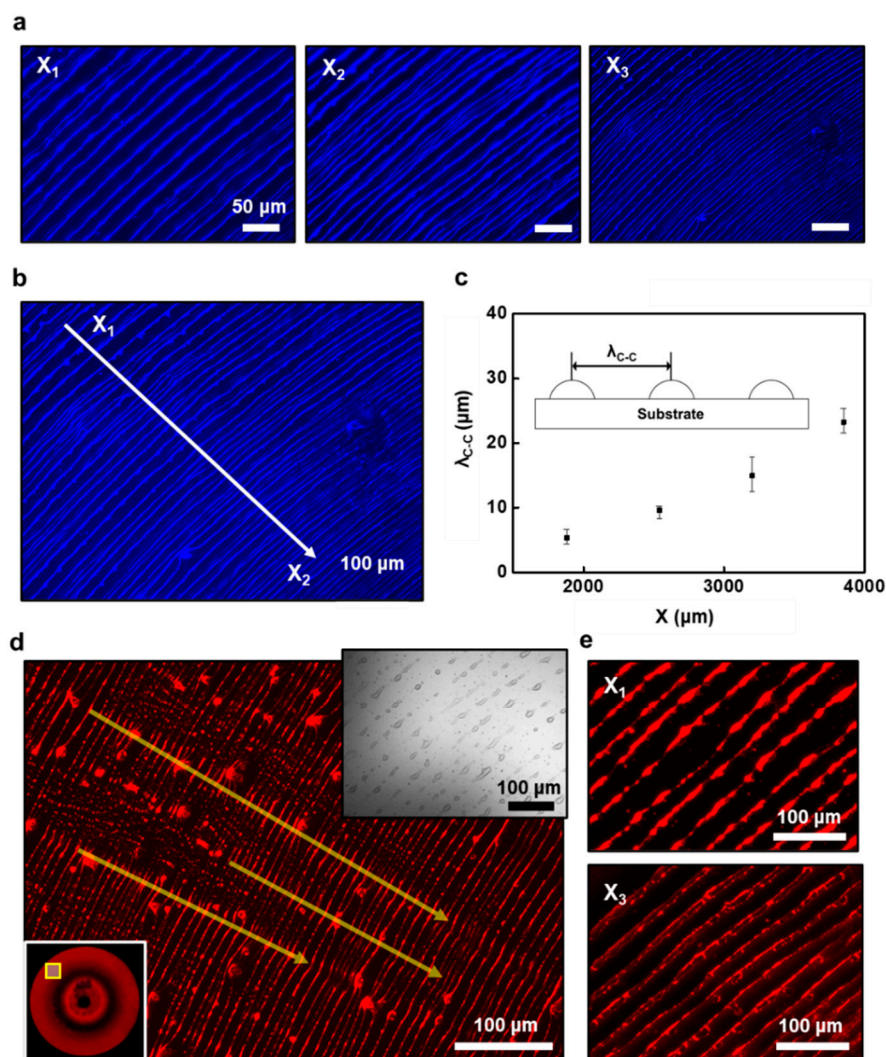 a
X₁
X₂
X₃
50 µm
b
X₁
X₂
100 µm
c
40
30
20
10
0
λC-C (µm)
λC-C
Substrate
2000
3000
4000
X (µm)
d
100 µm
100 µm
e
X₁
100 µm
X₃
100 µm